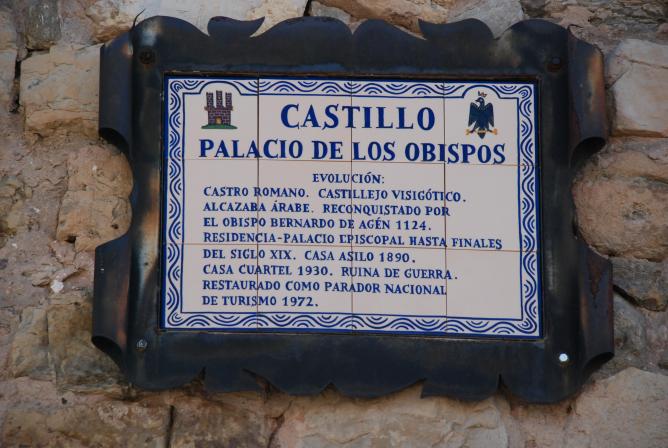 CASTILLO
PALACIO DE LOS OBISPOS
EVOLUCIÓN:
CASTRO ROMANO. CASTILLEJO VISIGÓTICO.
ALCAZABA ÁRABE. RECONQUISTADO POR
EL OBISPO BERNARDO DE AGÉN 1124.
RESIDENCIA-PALACIO EPISCOPAL HASTA FINALES
DEL SIGLO XIX. CASA ASILO 1890.
CASA CUARTEL 1930. RUINA DE GUERRA.
RESTAURADO COMO PARADOR NACIONAL
DE TURISMO 1972.